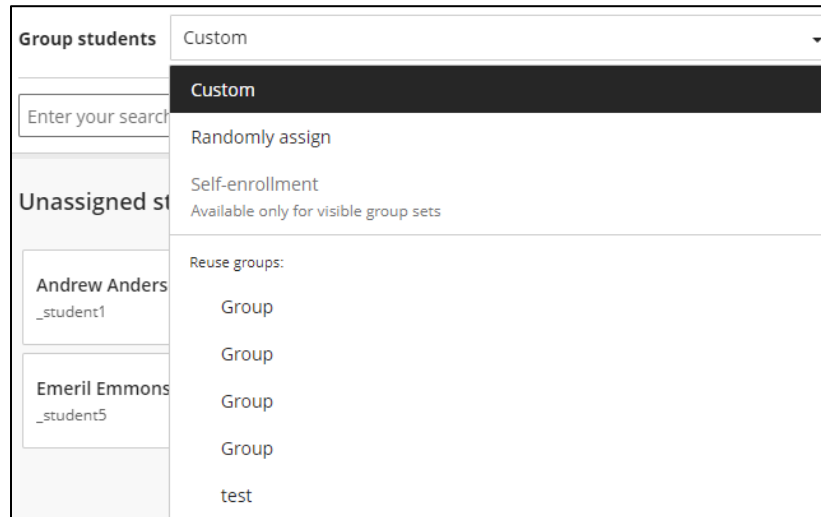 Group students
Custom
Custom
Enter your search
Randomly assign
Self-enrollment
Available only for visible group sets
Unassigned st
Reuse groups:
Andrew Anders
_student1
Group
Group
Emeril Emmons
_student5
Group
Group
test